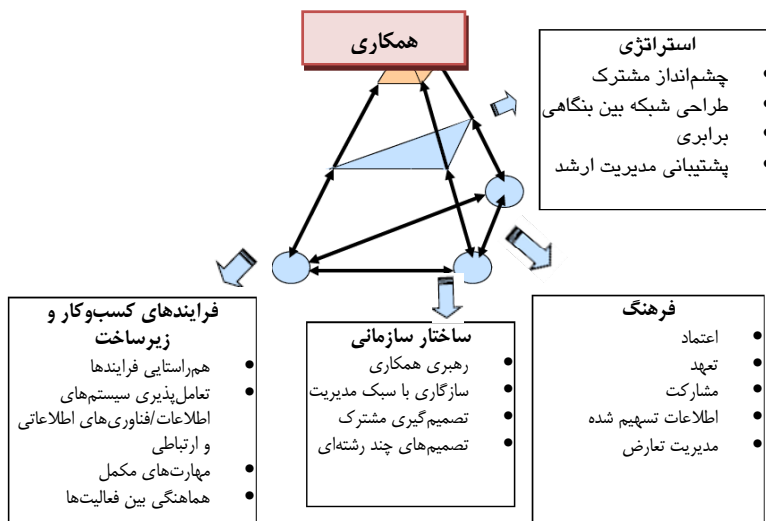 همکاری
استراتژی
• چشم‌انداز مشترک
• طراحی شبکه بین بنگاهی
• برابری
• پشتیبانی مدیریت ارشد
فرهنگ
• اعتماد
• تعهد
• مشارکت
• اطلاعات تسهیم شده
• مدیریت تعارض
ساختار سازمانی
• رهبری همکاری
• سازگاری با سبک مدیریت
• تصمیم‌گیری مشترک
• تصمیم‌های چند رشته‌ای
فرایندهای کسب‌وکار و
زیرساخت
• هم‌راستایی فرایندها
• تعامل‌پذیری سیستم‌های
اطلاعات/فناوری‌های اطلاعاتی
و ارتباطی
• مهارت‌های مکمل
• هماهنگی بین فعالیت‌ها